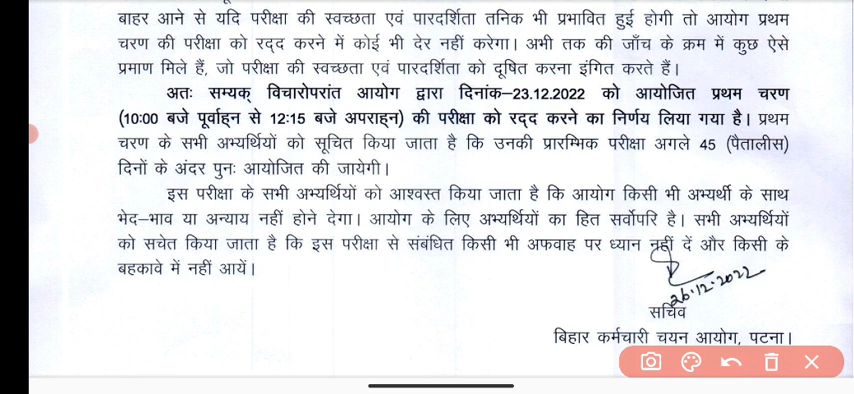 बाहर आने से यदि परीक्षा की स्वच्छता एवं पारदर्शिता तनिक भी प्रभावित हुई होगी तो आयोग प्रथम
चरण की परीक्षा को रद्द करने में कोई भी देर नहीं करेगा। अभी तक की जाँच के क्रम में कुछ ऐसे
प्रमाण मिले हैं, जो परीक्षा की स्वच्छता एवं पारदर्शिता को दूषित करना इंगित करते हैं।
अतः सम्यक् विचारोपरांत आयोग द्वारा दिनांक–23.12.2022 को आयोजित प्रथम चरण
(10:00 बजे पूर्वाह्न से 12:15 बजे अपराह्न) की परीक्षा को रद्द करने का निर्णय लिया गया है। प्रथम
चरण के सभी अभ्यर्थियों को सूचित किया जाता है कि उनकी प्रारम्भिक परीक्षा अगले 45 (पैतालीस)
दिनों के अंदर पुनः आयोजित की जायेगी।
इस परीक्षा के सभी अभ्यर्थियों को आश्वस्त किया जाता है कि आयोग किसी भी अभ्यर्थी के साथ
भेद–भाव या अन्याय नहीं होने देगा। आयोग के लिए अभ्यर्थियों का हित सर्वोपरि है। सभी अभ्यर्थियों
को सचेत किया जाता है कि इस परीक्षा से संबंधित किसी भी अफवाह पर ध्यान नहीं दें और किसी के
बहकावे में नहीं आयें।
26.12.2022
सचिव
बिहार कर्मचारी चयन आयोग, पटना।